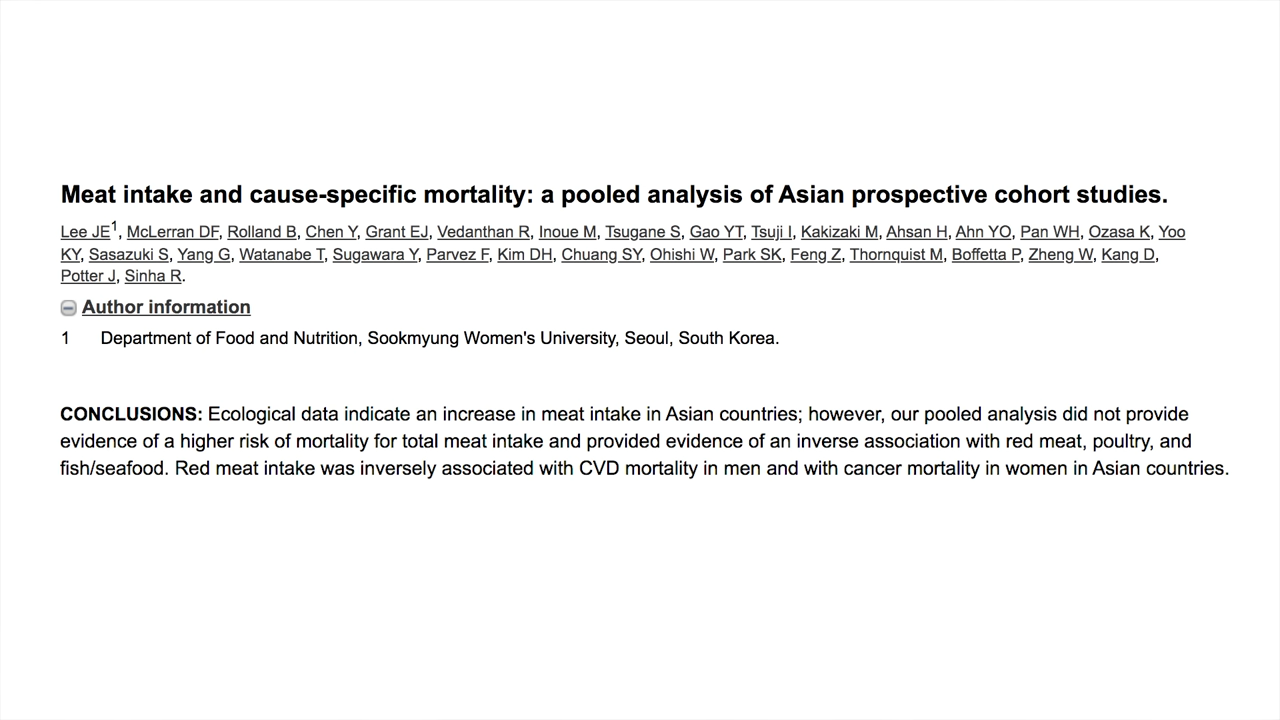 Meat intake and cause-specific mortality: a pooled analysis of Asian prospective cohort studies.
Lee JE1, McLerran DF, Rolland B, Chen Y, Grant EJ, Vedanthan R, Inoue M, Tsugane S, Gao YT, Tsuji I, Kakizaki M, Ahsan H, Ahn YO, Pan WH, Ozasa K, Yoo
KY, Sasazuki S, Yang G, Watanabe T, Sugawara Y, Parvez F, Kim DH, Chuang SY, Ohishi W, Park SK, Feng Z, Thornquist M, Boffetta P, Zheng W, Kang D,
Potter J, Sinha R.
Author information
1 Department of Food and Nutrition, Sookmyung Women's University, Seoul, South Korea.
CONCLUSIONS: Ecological data indicate an increase in meat intake in Asian countries; however, our pooled analysis did not provide
evidence of a higher risk of mortality for total meat intake and provided evidence of an inverse association with red meat, poultry, and
fish/seafood. Red meat intake was inversely associated with CVD mortality in men and with cancer mortality in women in Asian countries.